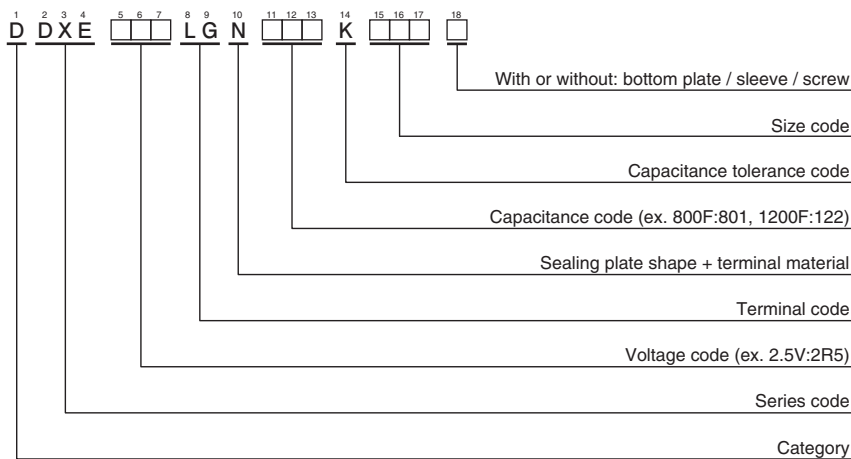 1 2 3 4 5 6 7 8 9 10 11 12 13 14 15 16 17 18
D DXE □□□ LG N □□□ K □□□ □
With or without: bottom plate / sleeve / screw
Size code
Capacitance tolerance code
Capacitance code (ex. 800F:801, 1200F:122)
Sealing plate shape + terminal material
Terminal code
Voltage code (ex. 2.5V:2R5)
Series code
Category